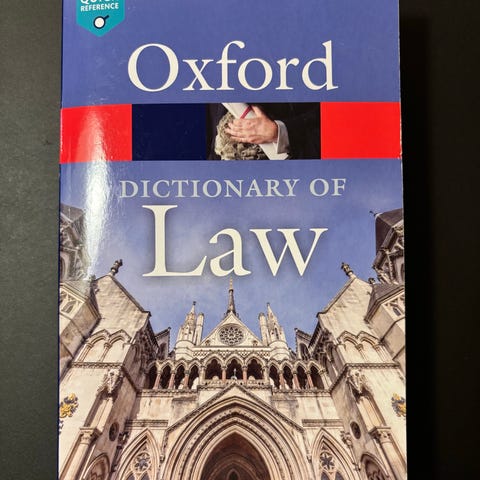 REFERENCE
Oxford
DICTIONARY OF
Law